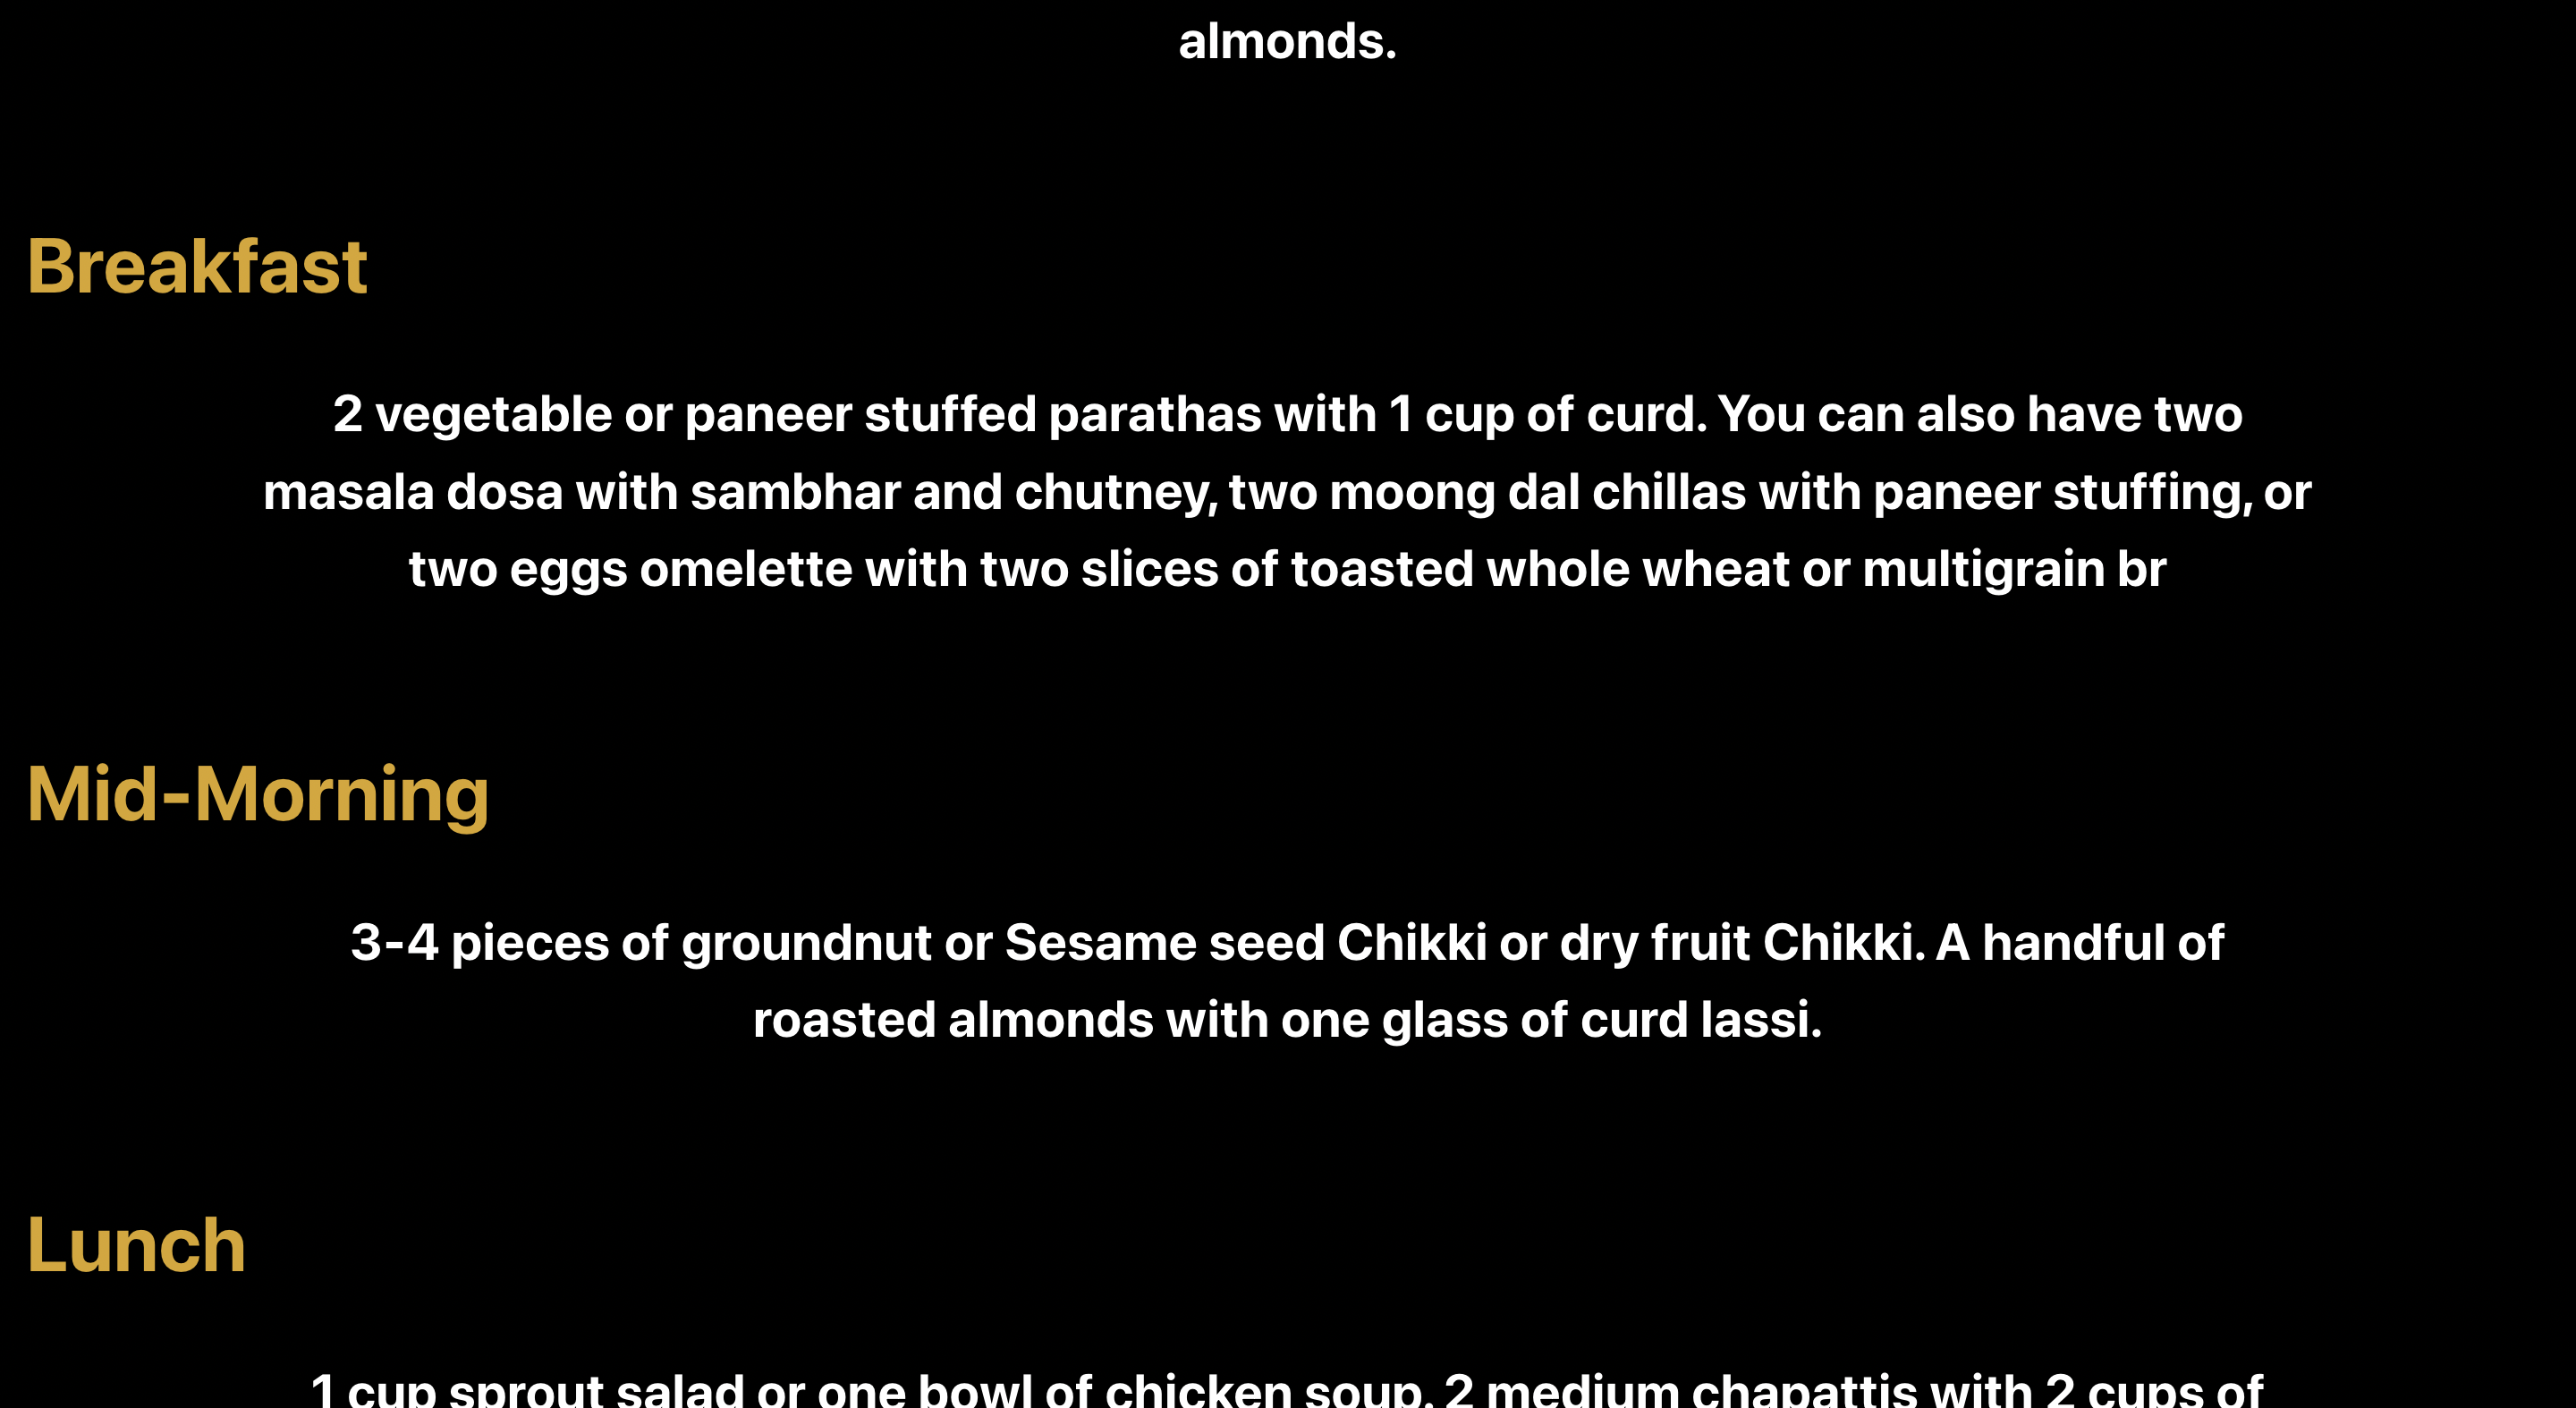 almonds.
Breakfast
2 vegetable or paneer stuffed parathas with 1 cup of curd. You can also have two
masala dosa with sambhar and chutney, two moong dal chillas with paneer stuffing, or
two eggs omelette with two slices of toasted whole wheat or multigrain br
Mid-Morning
3-4 pieces of groundnut or Sesame seed Chikki or dry fruit Chikki. A handful of
roasted almonds with one glass of curd lassi.
Lunch
1 cup sprout salad or one bowl of chicken soup. 2 medium chapattis with 2 cups of